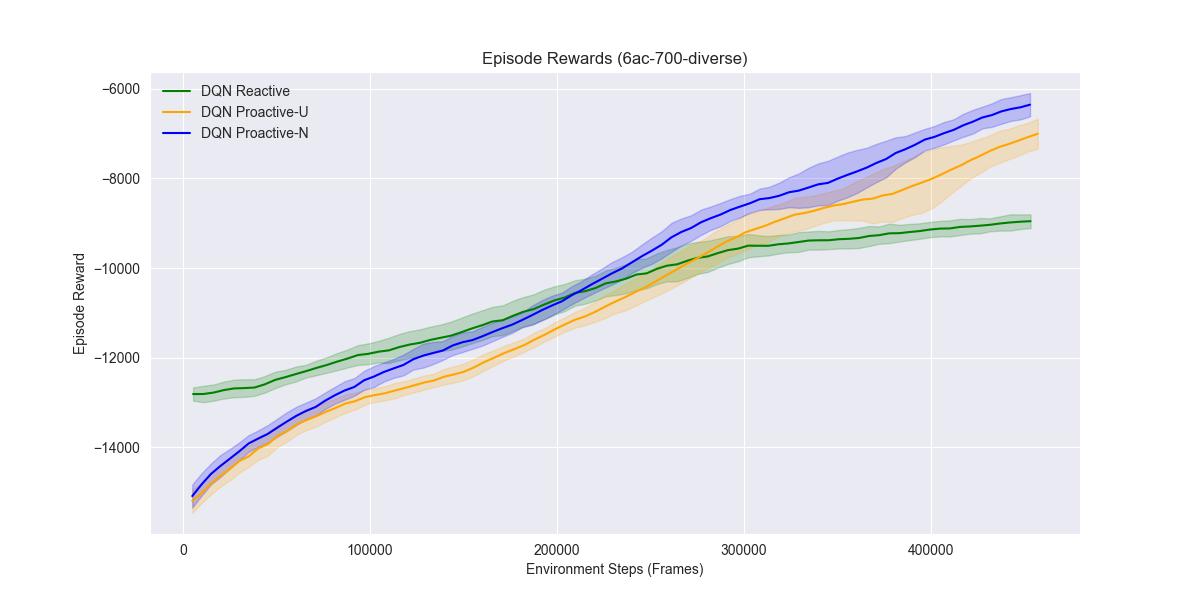 Episode Rewards (6ac-700-diverse)
DQN Reactive
DQN Proactive-U
DQN Proactive-N
−6000
−8000
−10000
−12000
−14000
Episode Reward
0
100000
200000
300000
400000
Environment Steps (Frames)